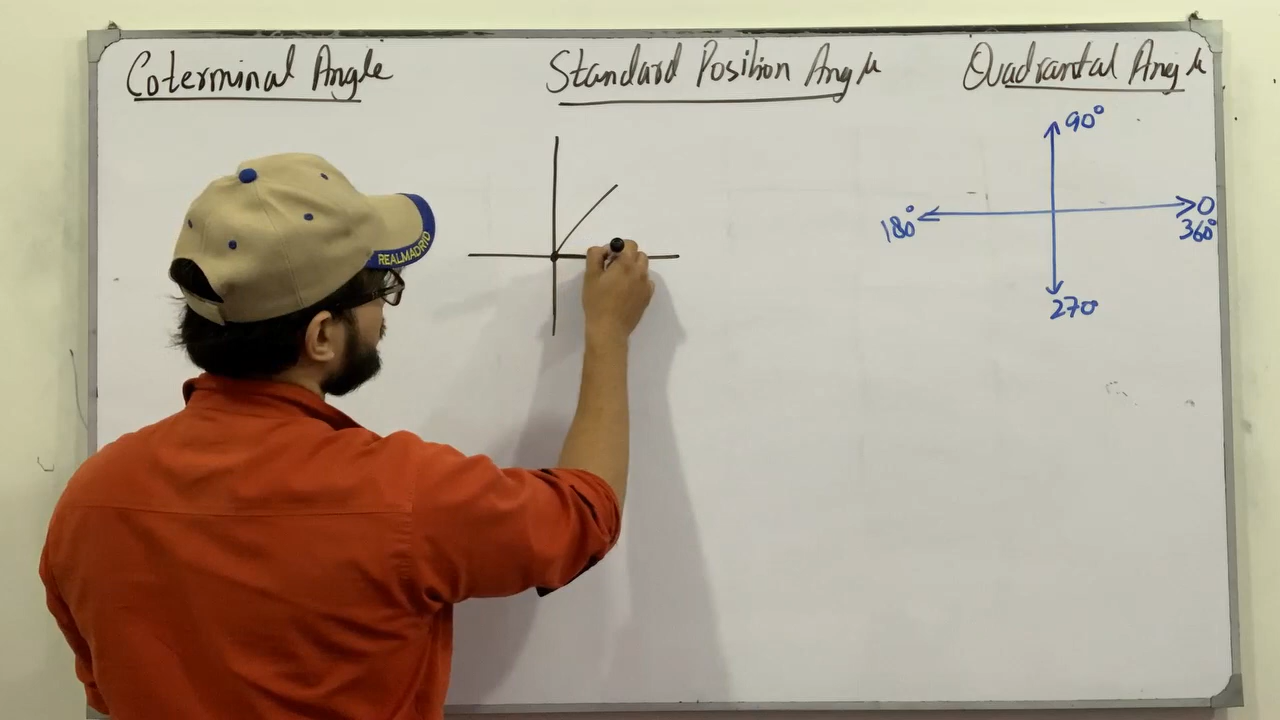 Coterminal Angle
Standard Position Angle
Quadrantal Angle
90°
180°
0
360°
270°
REALMADRID